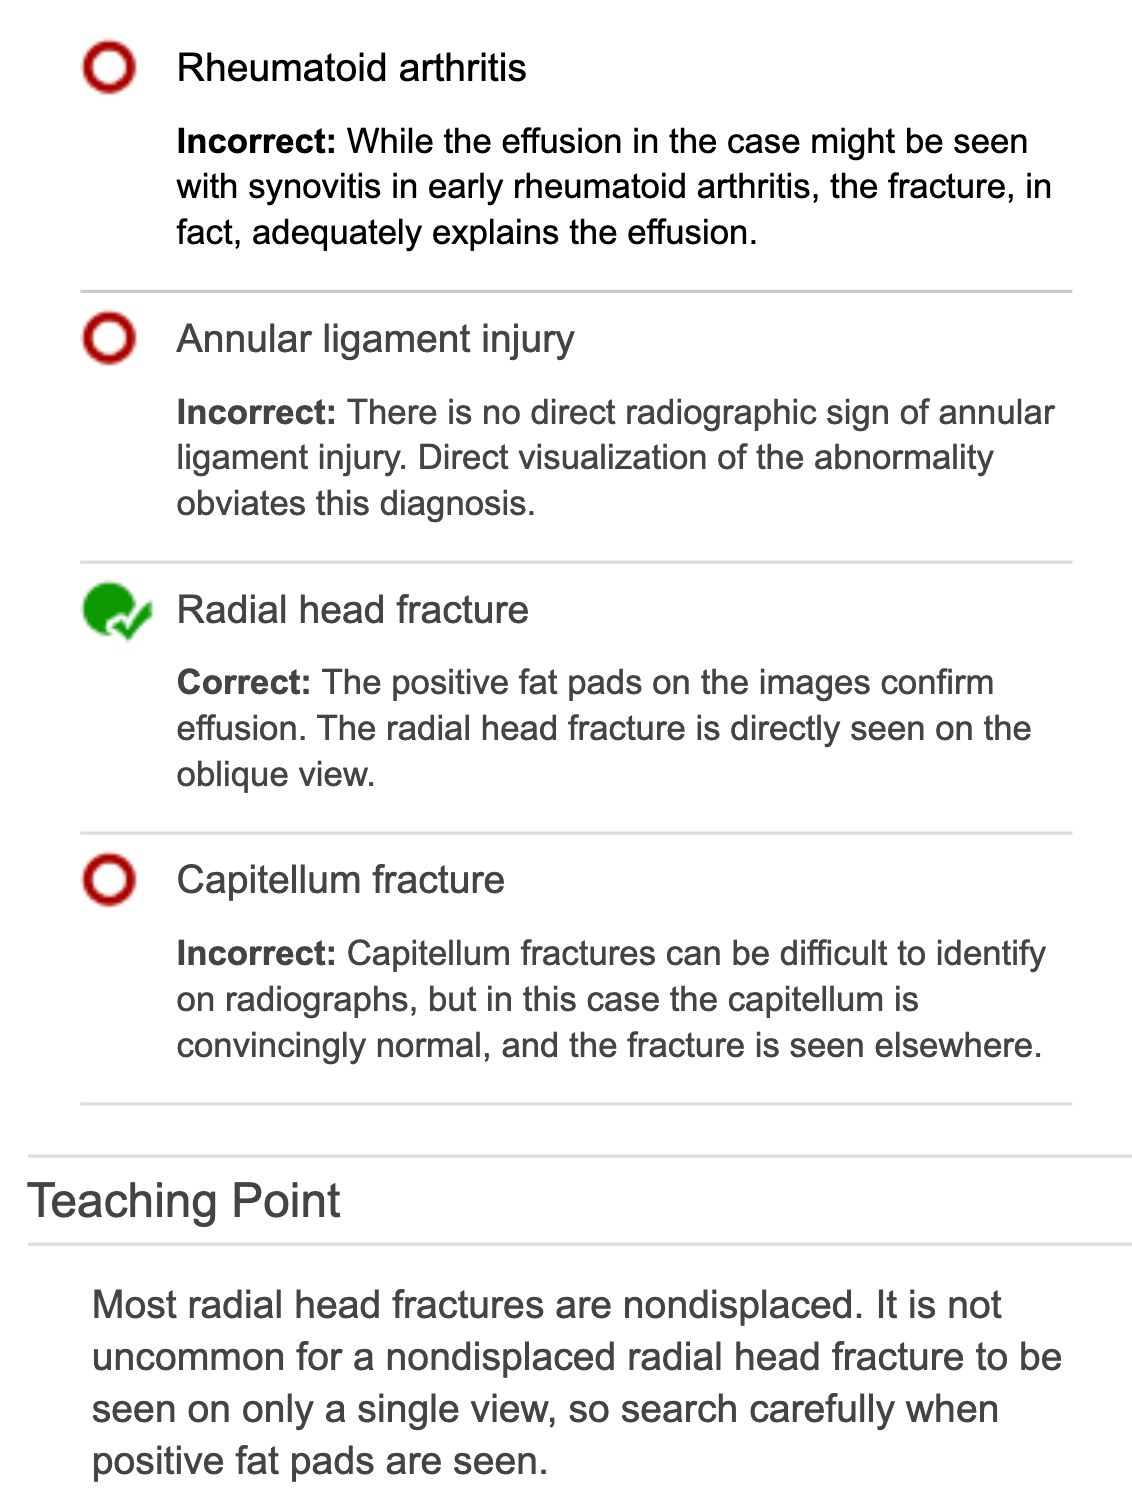 Rheumatoid arthritis
Incorrect: While the effusion in the case might be seen
with synovitis in early rheumatoid arthritis, the fracture, in
fact, adequately explains the effusion.
Annular ligament injury
Incorrect: There is no direct radiographic sign of annular
ligament injury. Direct visualization of the abnormality
obviates this diagnosis.
Radial head fracture
Correct: The positive fat pads on the images confirm
effusion. The radial head fracture is directly seen on the
oblique view.
Capitellum fracture
Incorrect: Capitellum fractures can be difficult to identify
on radiographs, but in this case the capitellum is
convincingly normal, and the fracture is seen elsewhere.
Teaching Point
Most radial head fractures are nondisplaced. It is not
uncommon for a nondisplaced radial head fracture to be
seen on only a single view, so search carefully when
positive fat pads are seen.